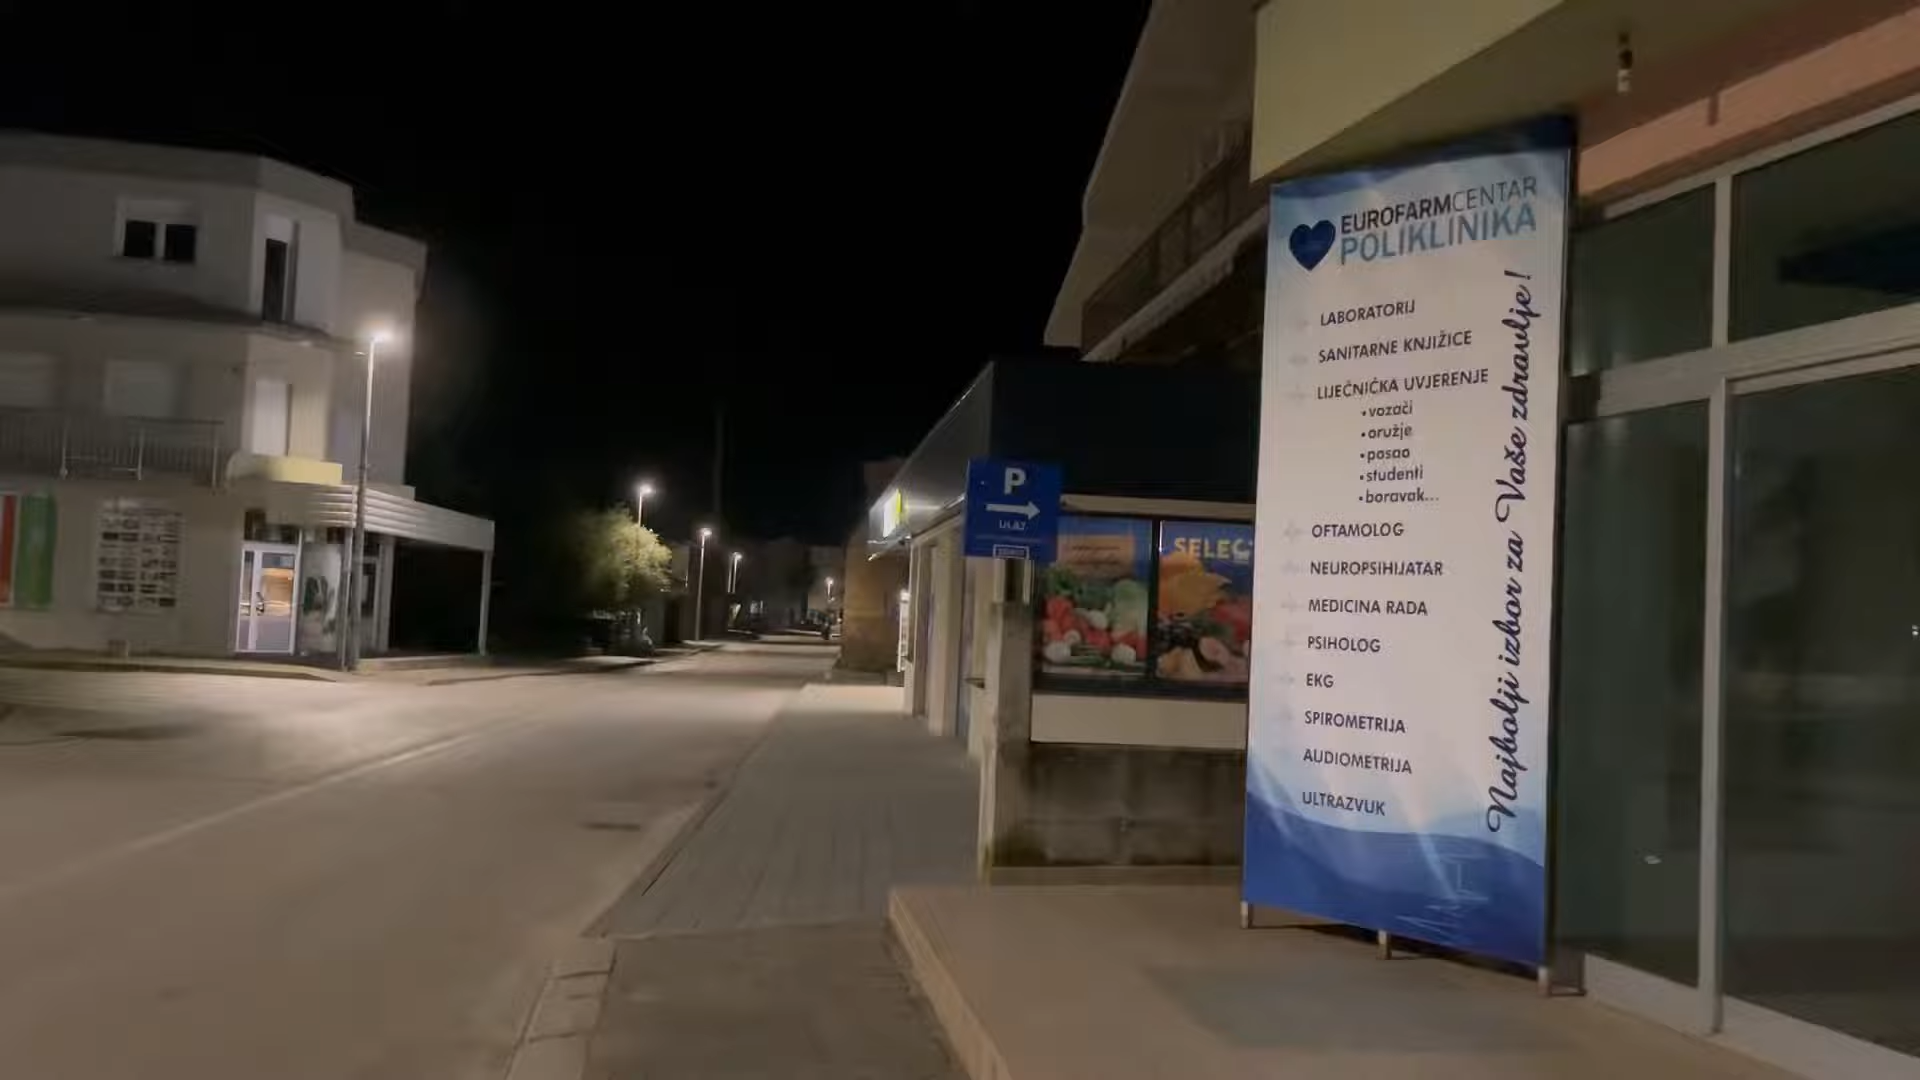 P
ULAZ
SELEC
EUROFARMCENTAR
POLIKLINIKA
LABORATORIJ
SANITARNE KNJIŽICE
LIJEČNIČKA UVJERENJE
•vozači
•oružje
•posao
•studenti
•boravak...
OFTAMOLOG
NEUROPSIHIJATAR
MEDICINA RADA
PSIHOLOG
EKG
SPIROMETRIJA
AUDIOMETRIJA
ULTRAZVUK
Najbolji izbor za Vaše zdravlje!